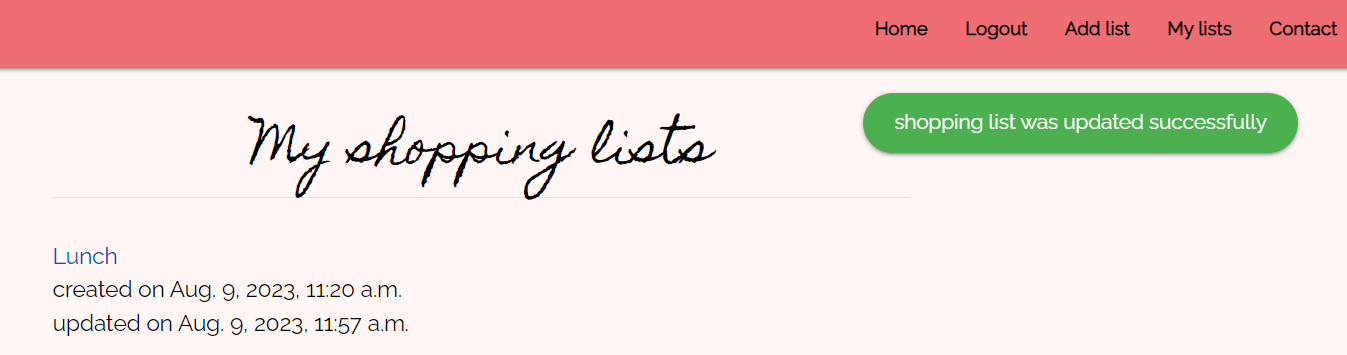 Home Logout Add list My lists Contact
shopping list was updated successfully
My shopping lists
Lunch
created on Aug. 9, 2023, 11:20 a.m.
updated on Aug. 9, 2023, 11:57 a.m.